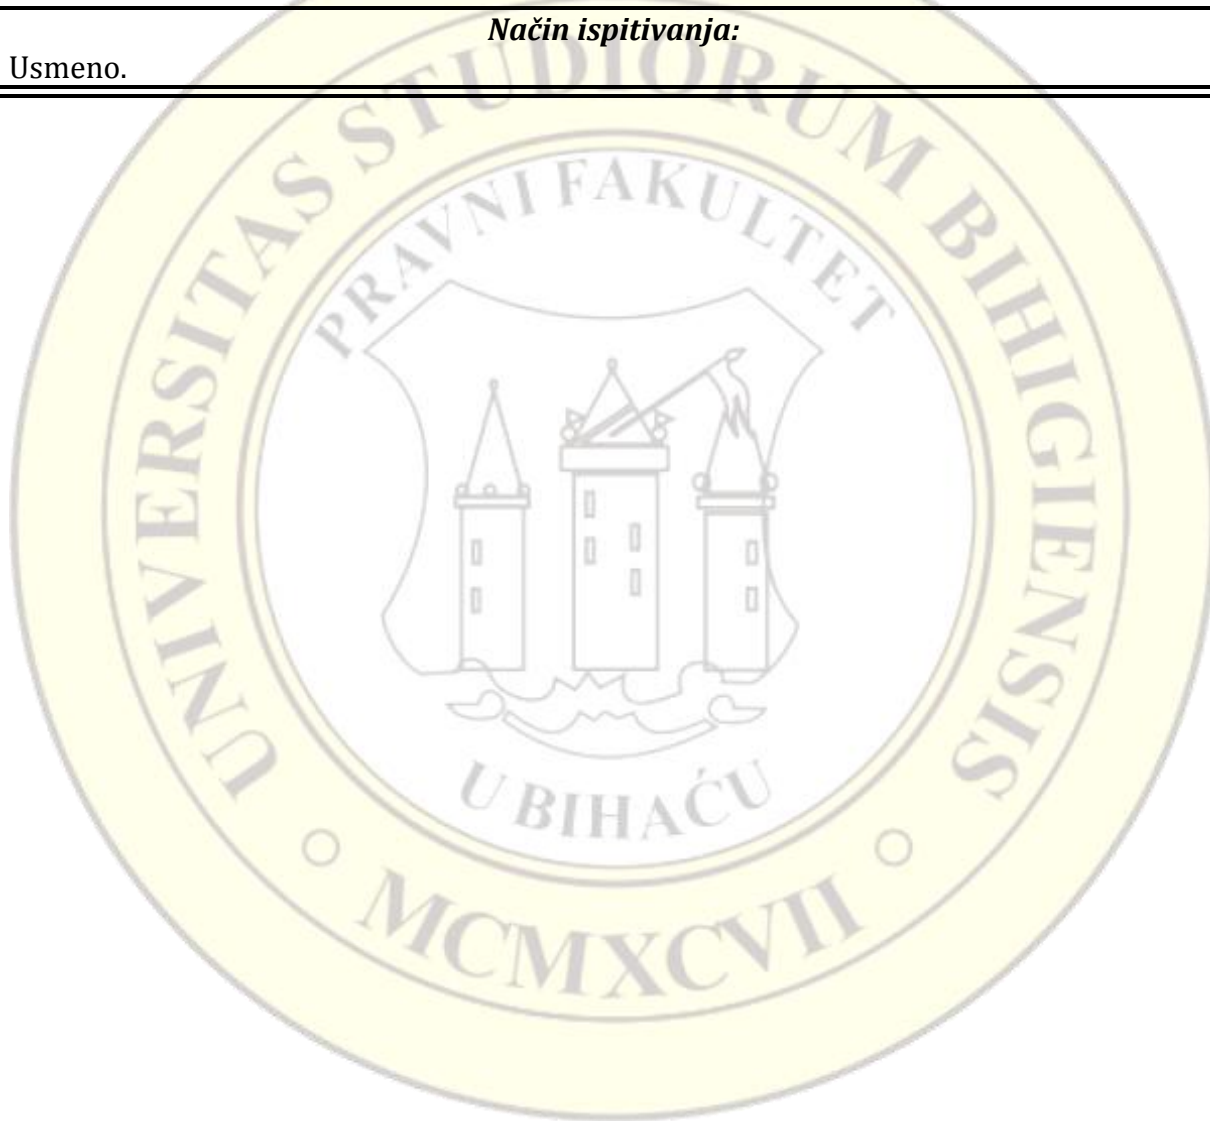 Način ispitivanja:
Usmeno.
UNIVERSITAS STUDIORUM BIHIGIENSIS
PRAVNI FAKULTET
U BIHAĆU
MCMXCVII